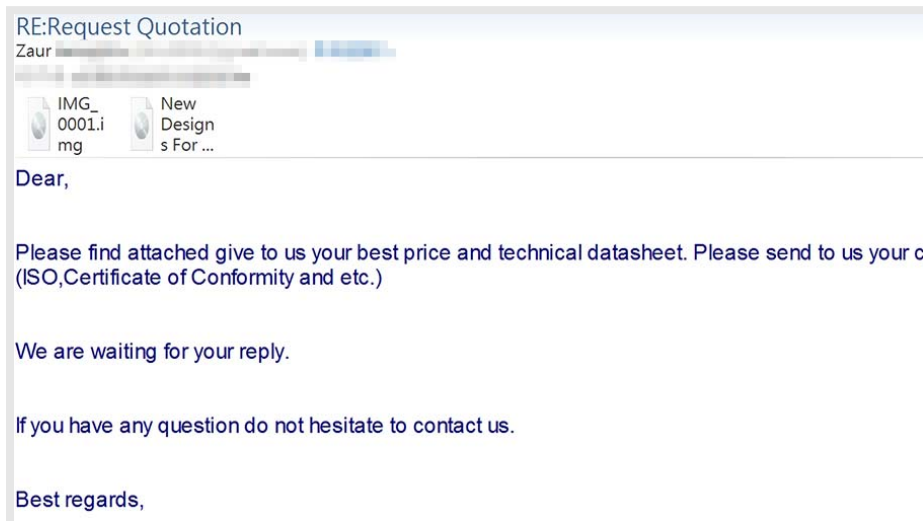 RE:Request Quotation
Zaur
IMG_
0001.i
mg
New
Design
s For ...
Dear,
Please find attached give to us your best price and technical datasheet. Please send to us your c
(ISO,Certificate of Conformity and etc.)
We are waiting for your reply.
If you have any question do not hesitate to contact us.
Best regards,